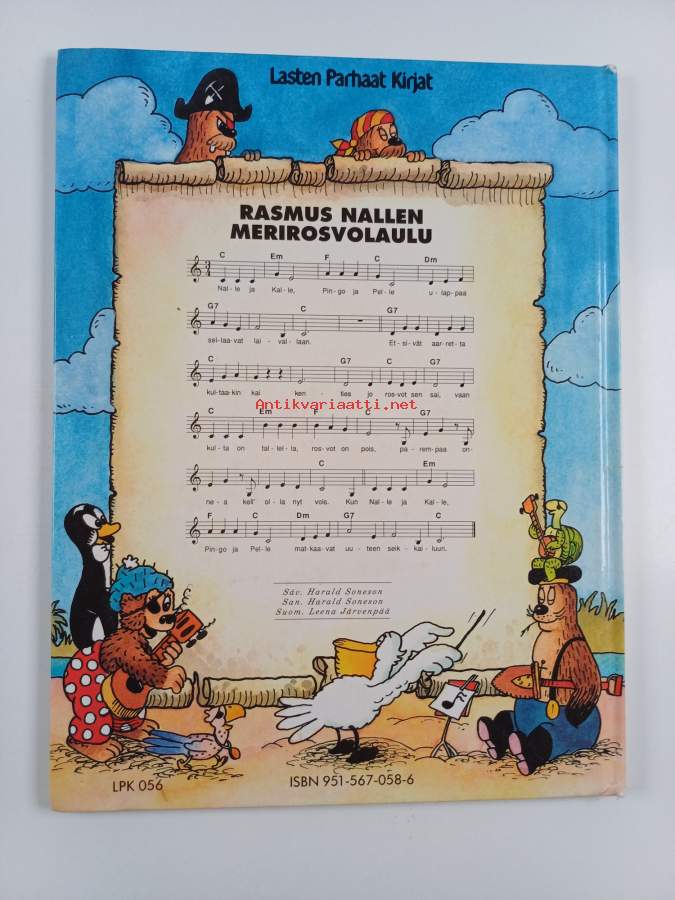 Lasten Parhaat Kirjat
RASMUS NALLEN
MERIROSVOLAULU
C Em F C Dm
Nal-le ja Kal-le, Pin-go ja Pel-le u-lap-paa
G7 C G7
sei-laa-vat lai-val-laan. Et-si-vät aar-ret-ta
C G7 C G7
kul-taa-kin kai ken-ties jo ros-vot sen sai, vaan
Antikvariaatti.net
C Em F C G7
kul-ta on tal-lel-la, ros-vot on pois, pa-rem-paa on-
C Em
ne-a kell' ol-la nyt vois. Kun Nal-le ja Kal-le,
F C Dm G7 C
Pin-go ja Pel-le mat-kaa-vat uu-teen seik-kai-luun.
Säv. Harald Soneson
San. Harald Soneson
Suom. Leena Järvenpää
LPK 056
ISBN 951-567-058-6